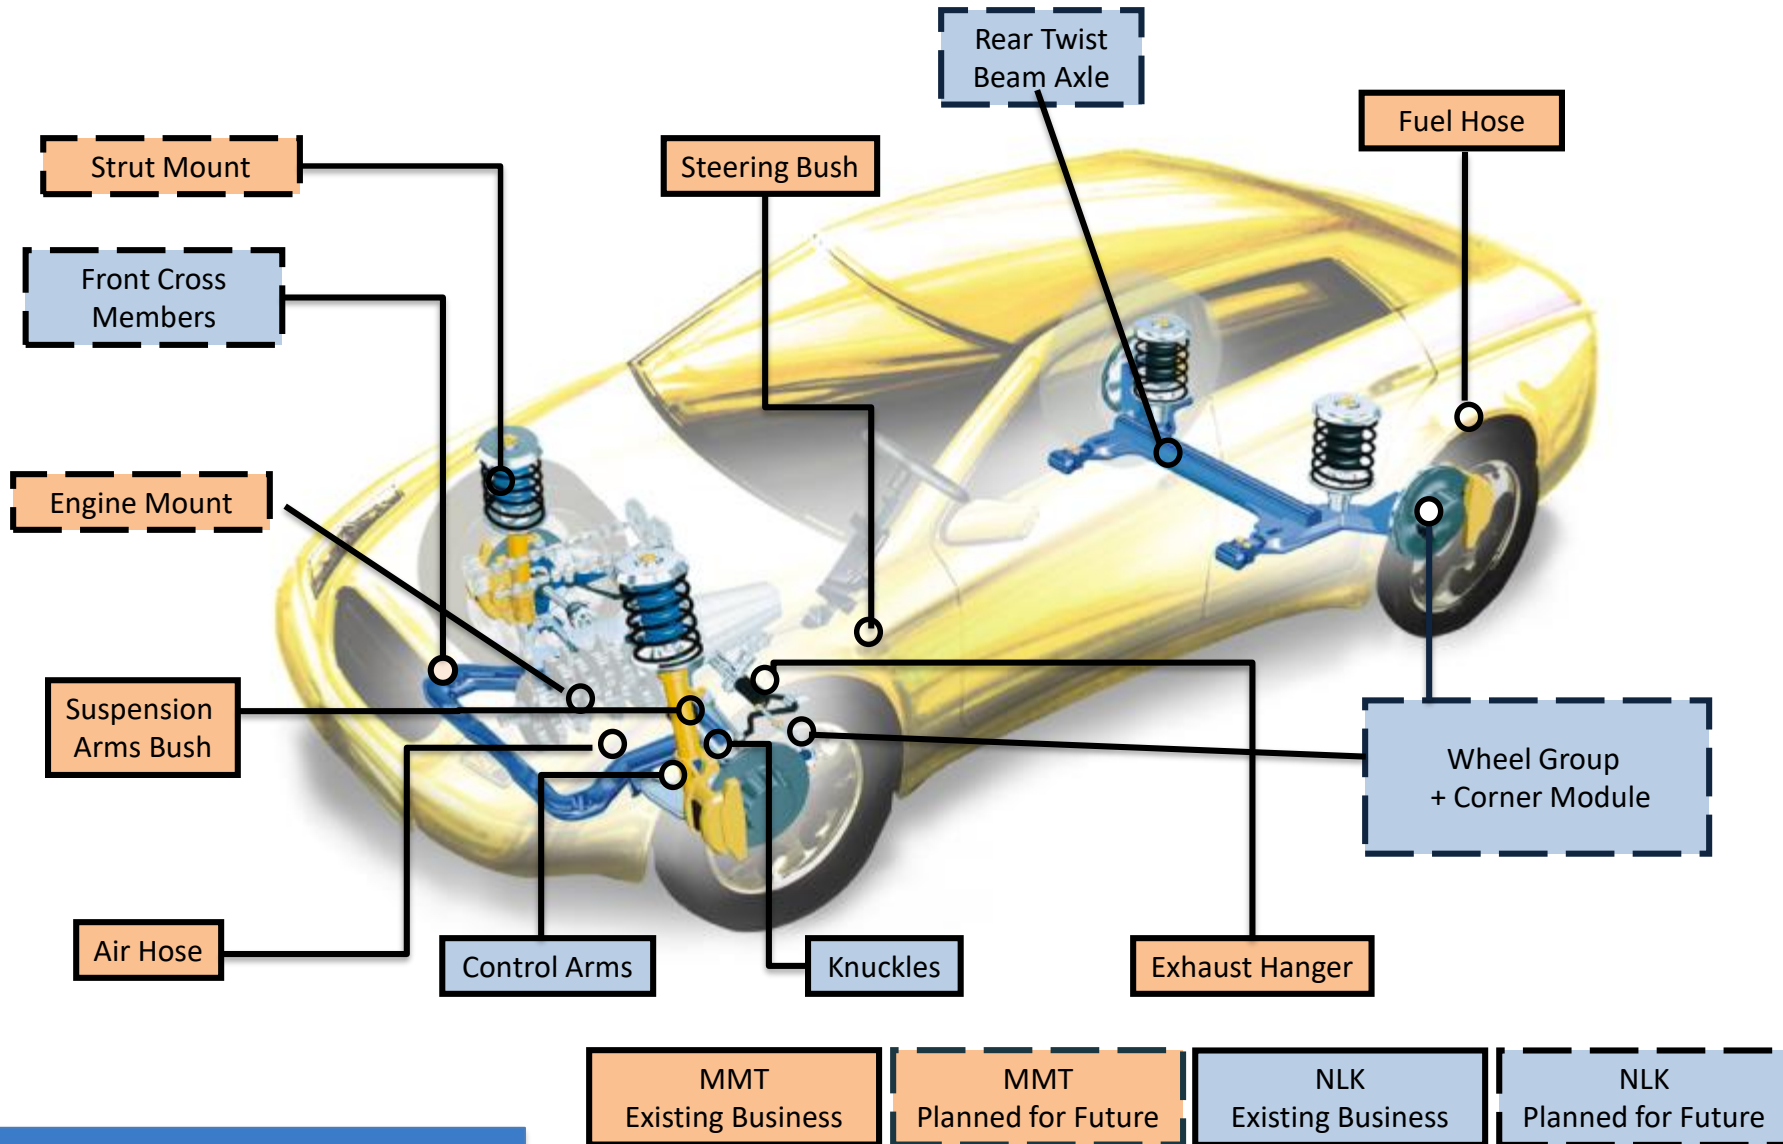 Rear Twist
Beam Axle
Fuel Hose
Strut Mount
Steering Bush
Front Cross
Members
Engine Mount
Suspension
Arms Bush
Wheel Group
+ Corner Module
Air Hose
Control Arms
Knuckles
Exhaust Hanger
MMT
Existing Business
MMT
Planned for Future
NLK
Existing Business
NLK
Planned for Future